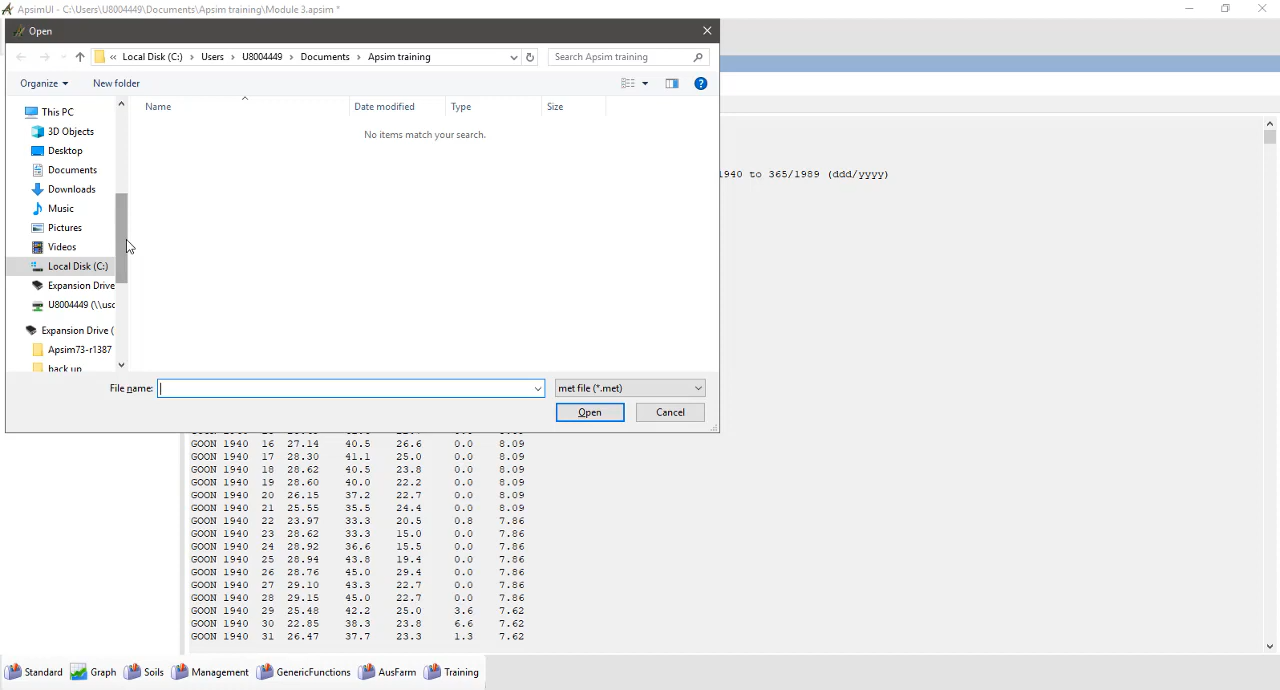 ApsimUI - C:\Users\U8004449\Documents\Apsim training\Module 3.apsim *
Open
« Local Disk (C:) › Users › U8004449 › Documents › Apsim training
Search Apsim training
Organize
New folder
Name
Date modified
Type
Size
No items match your search.
This PC
3D Objects
Desktop
Documents
Downloads
Music
Pictures
Videos
Local Disk (C:)
Expansion Drive
U8004449 (\\usc
Expansion Drive (
Apsim73-r1387
back up
1940 to 365/1989 (ddd/yyyy)
File name:
met file (*.met)
Open
Cancel
GOON 1940 16 27.14 40.5 26.6 0.0 8.09
GOON 1940 17 28.30 41.1 25.0 0.0 8.09
GOON 1940 18 28.62 40.5 23.8 0.0 8.09
GOON 1940 19 28.60 40.0 22.2 0.0 8.09
GOON 1940 20 26.15 37.2 22.7 0.0 8.09
GOON 1940 21 25.55 35.5 24.4 0.0 8.09
GOON 1940 22 23.97 33.3 20.5 0.8 7.86
GOON 1940 23 28.62 33.3 15.0 0.0 7.86
GOON 1940 24 28.92 36.6 15.5 0.0 7.86
GOON 1940 25 28.94 43.8 19.4 0.0 7.86
GOON 1940 26 28.76 45.0 29.4 0.0 7.86
GOON 1940 27 29.10 43.3 22.7 0.0 7.86
GOON 1940 28 29.15 45.0 22.7 0.0 7.86
GOON 1940 29 25.48 42.2 25.0 3.6 7.62
GOON 1940 30 22.85 38.3 23.8 6.6 7.62
GOON 1940 31 26.47 37.7 23.3 1.3 7.62
Standard Graph Soils Management GenericFunctions AusFarm Training